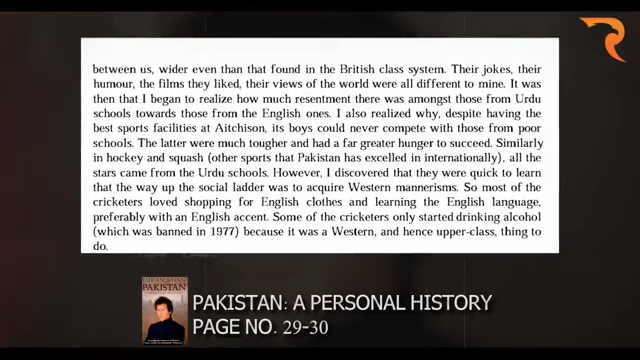 between us, wider even than that found in the British class system. Their jokes, their
humour, the films they liked, their views of the world were all different to mine. It was
then that I began to realize how much resentment there was amongst those from Urdu
schools towards those from the English ones. I also realized why, despite having the
best sports facilities at Aitchison, its boys could never compete with those from poor
schools. The latter were much tougher and had a far greater hunger to succeed. Similarly
in hockey and squash (other sports that Pakistan has excelled in internationally), all the
stars came from the Urdu schools. However, I discovered that they were quick to learn
that the way up the social ladder was to acquire Western mannerisms. So most of the
cricketers loved shopping for English clothes and learning the English language,
preferably with an English accent. Some of the cricketers only started drinking alcohol
(which was banned in 1977) because it was a Western, and hence upper-class, thing to
do.
IMRAN KHAN
PAKISTAN
A PERSONAL HISTORY
PAKISTAN: A PERSONAL HISTORY
PAGE NO. 29-30